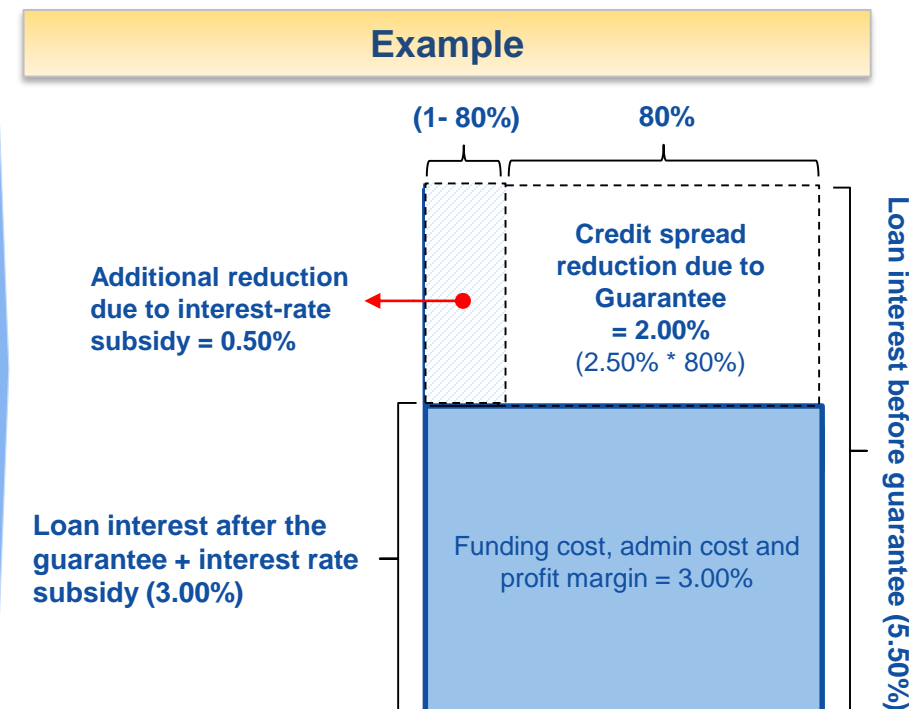 Example
(1- 80%)
80%
Credit spread
reduction due to
Guarantee
= 2.00%
(2.50% * 80%)
Additional reduction
due to interest-rate
subsidy = 0.50%
Loan interest before guarantee (5.50%)
Loan interest after the
guarantee + interest rate
subsidy (3.00%)
Funding cost, admin cost and
profit margin = 3.00%